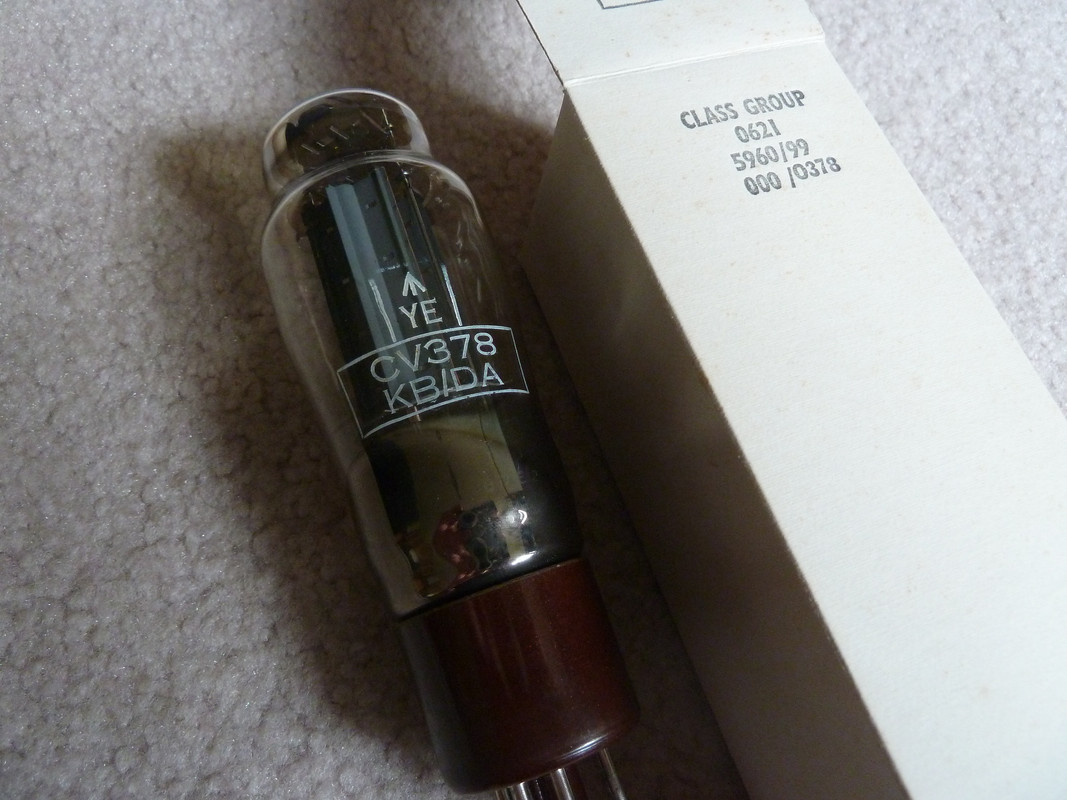 YE
CV378
KB/DA
CLASS GROUP
0621
5960/99
000 /0378